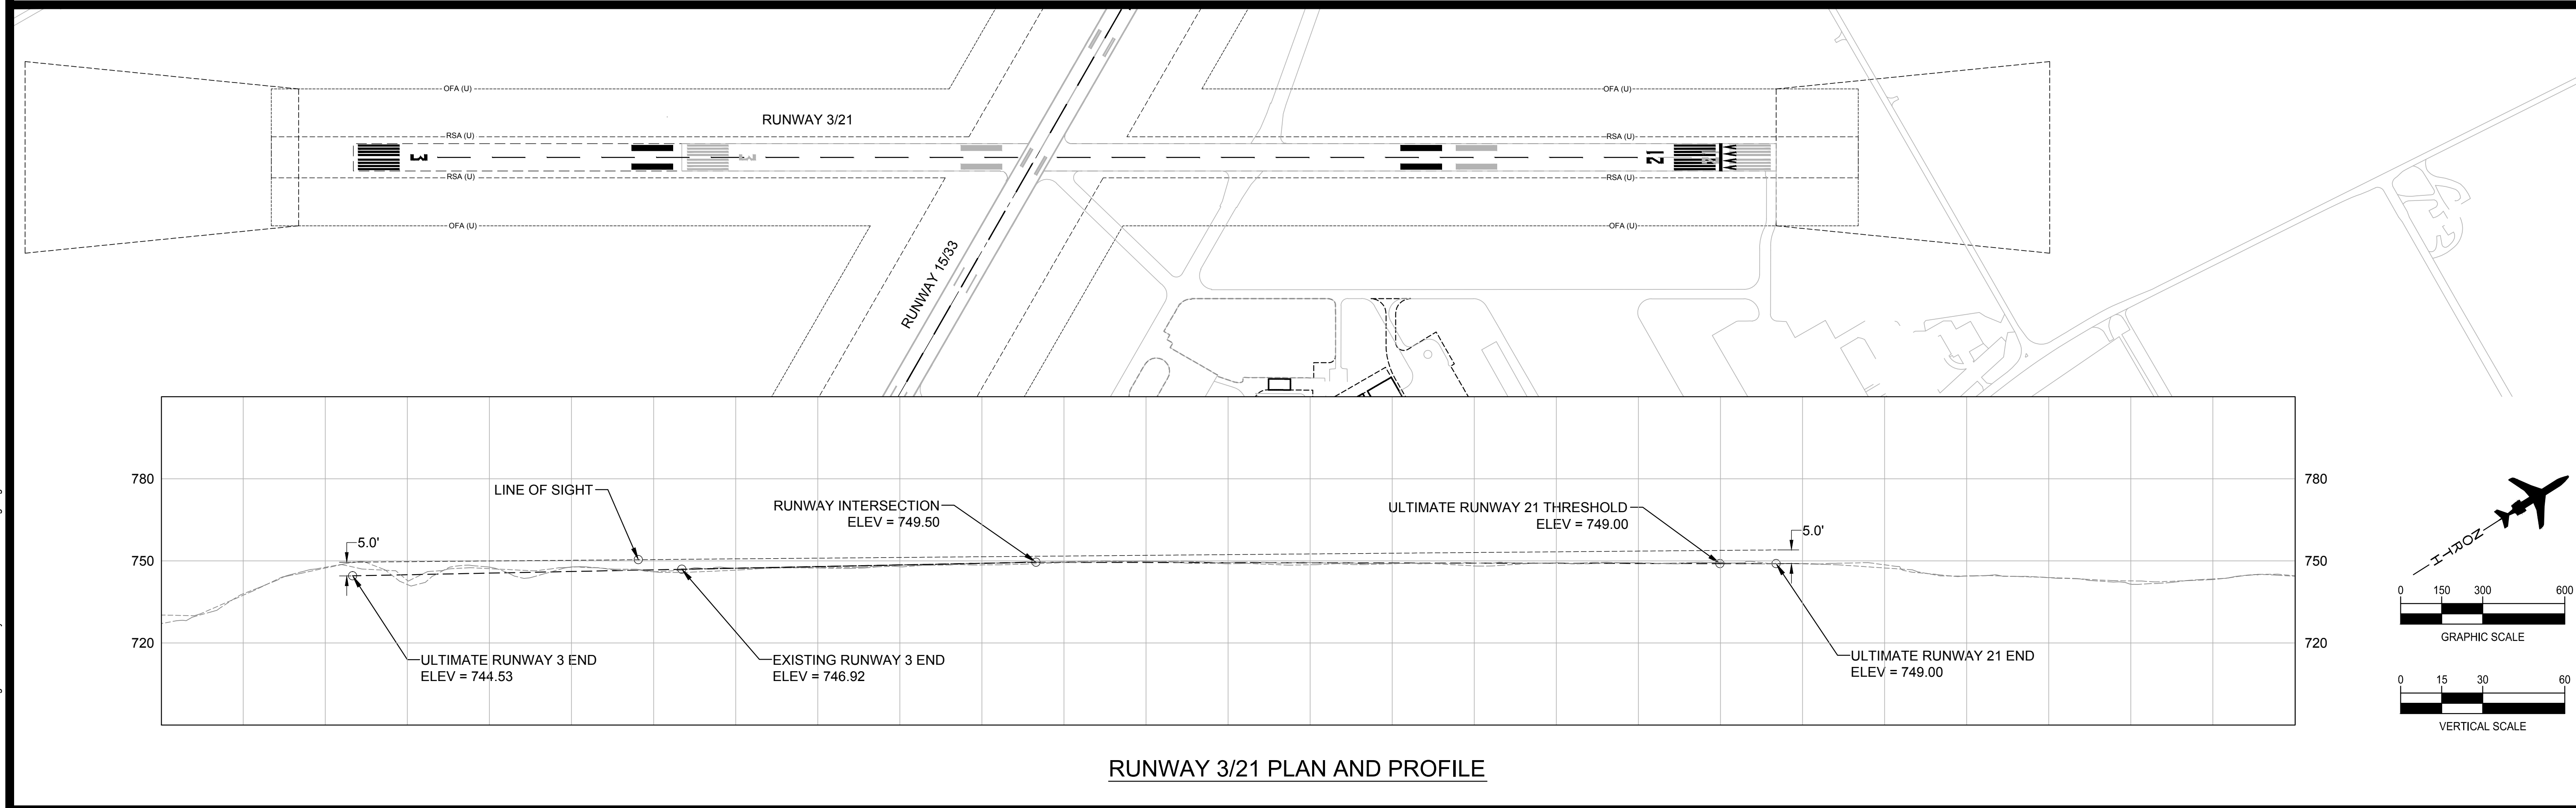 OFA (U)
OFA (U)
RUNWAY 3/21
RSA (U)
RSA (U)
3
3
21
RSA (U)
RSA (U)
OFA (U)
OFA (U)
RUNWAY 15/33
780
780
LINE OF SIGHT
RUNWAY INTERSECTION
ELEV = 749.50
ULTIMATE RUNWAY 21 THRESHOLD
ELEV = 749.00
5.0'
5.0'
750
750
720
720
ULTIMATE RUNWAY 3 END
ELEV = 744.53
EXISTING RUNWAY 3 END
ELEV = 746.92
ULTIMATE RUNWAY 21 END
ELEV = 749.00
NORTH
0 150 300 600
GRAPHIC SCALE
0 15 30 60
VERTICAL SCALE
RUNWAY 3/21 PLAN AND PROFILE